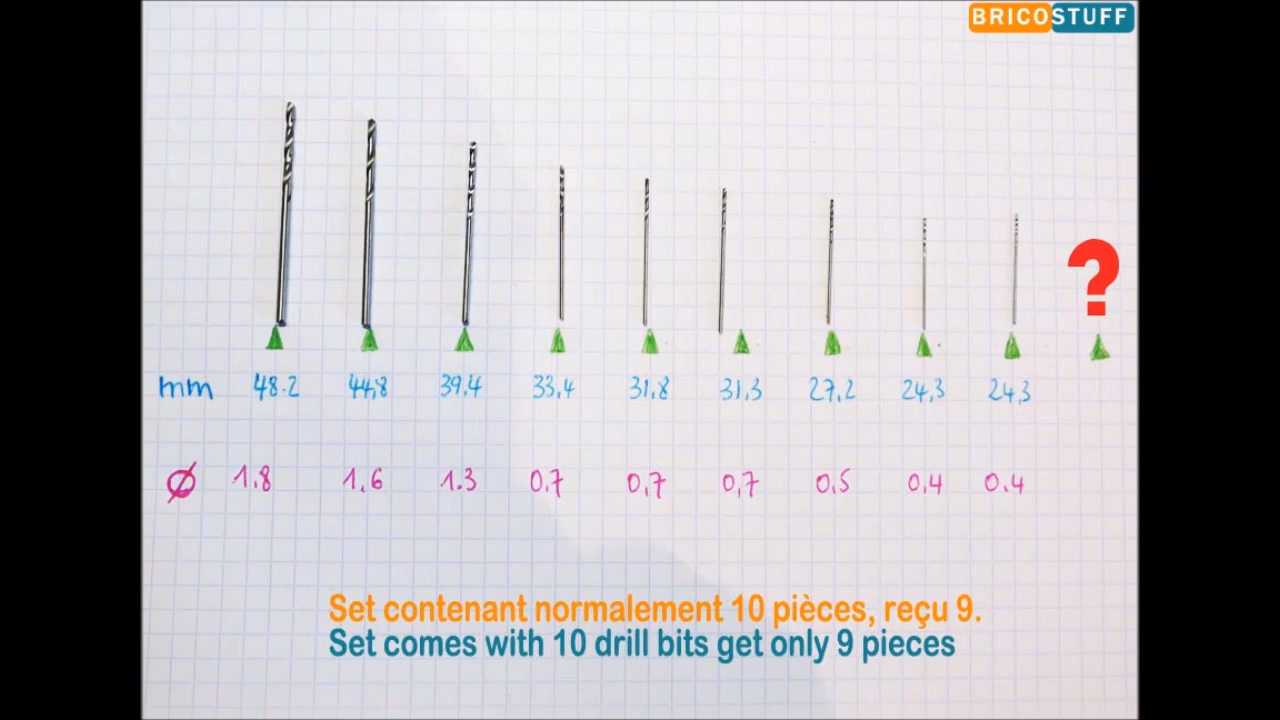 BRICOSTUFF
?
mm 48.2 44,8 39.4 33.4 31.8 31.3 27.2 24,3 24.3
Ø 1.8 1.6 1.3 0.7 0.7 0.7 0.5 0.4 0.4
Set contenant normalement 10 pièces, reçu 9.
Set comes with 10 drill bits get only 9 pieces